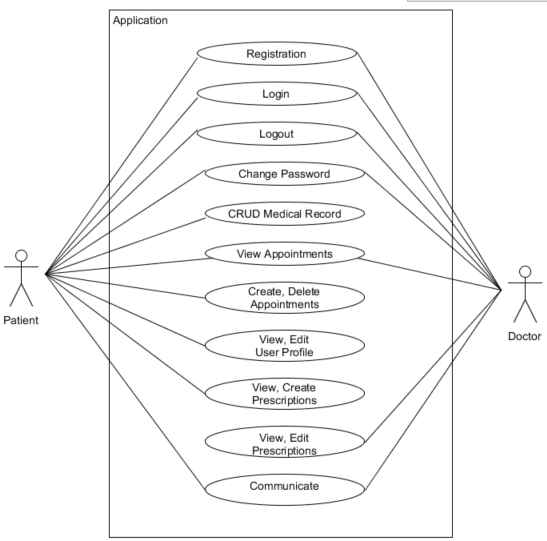 Application
Registration
Login
Logout
Change Password
CRUD Medical Record
View Appointments
Create, Delete
Appointments
View, Edit
User Profile
View, Create
Prescriptions
View, Edit
Prescriptions
Communicate
Patient
Doctor